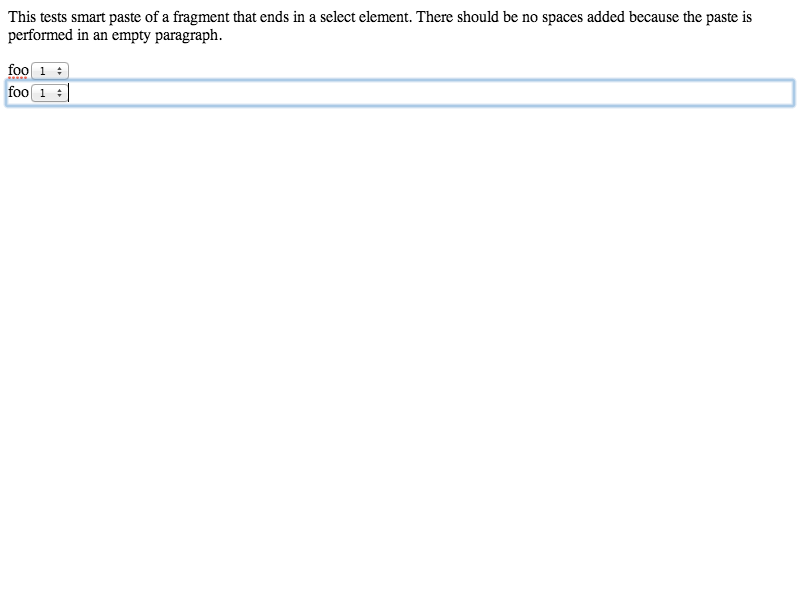 This tests smart paste of a fragment that ends in a select element. There should be no spaces added because the paste is
performed in an empty paragraph.
foo 1
foo 1